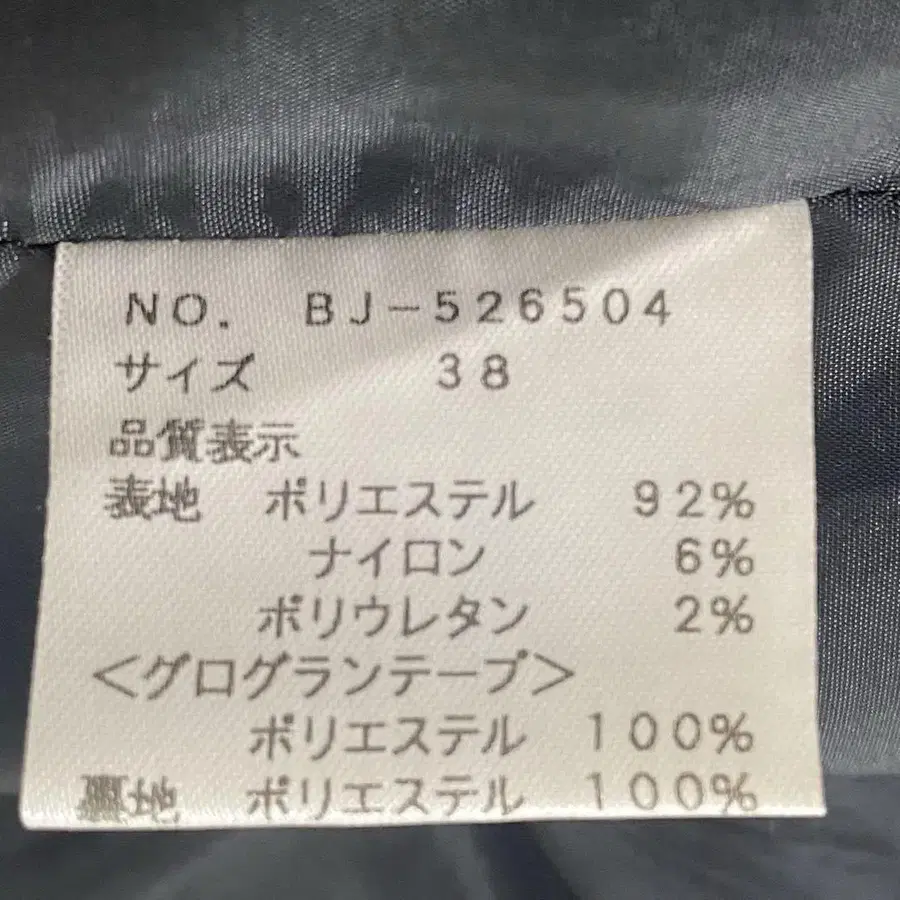 NO. BJ-526504
サイズ 38
品質表示
表地 ポリエステル 92%
ナイロン 6%
ポリウレタン 2%
<グログランテープ>
ポリエステル 100%
裏地 ポリエステル 100%